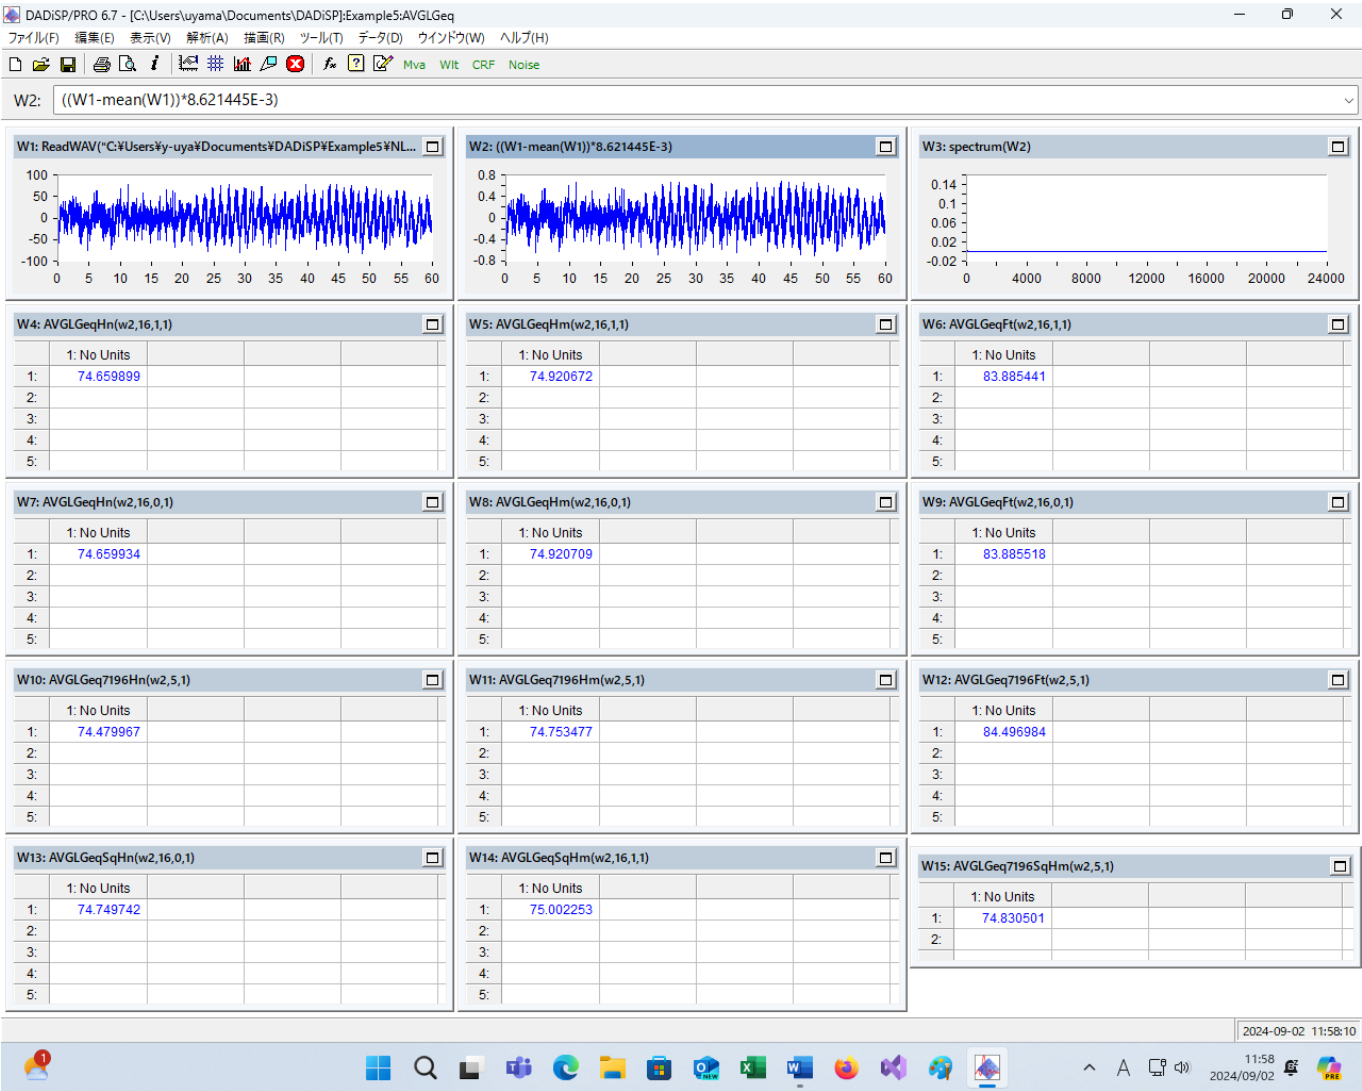 DADiSP/PRO 6.7 - [C:\Users\uyama\Documents\DADiSP]:Example5:AVGLGeq
ファイル(F) 編集(E) 表示(V) 解析(A) 描画(R) ツール(T) データ(D) ウインドウ(W) ヘルプ(H)
Mva Wlt CRF Noise
W2: ((W1-mean(W1))*8.621445E-3)
W1: ReadWAV("C:¥Users¥y-uya¥Documents¥DADiSP¥Example5¥NL...
100
50
0
-50
-100
0 5 10 15 20 25 30 35 40 45 50 55 60
W2: ((W1-mean(W1))*8.621445E-3)
0.8
0.4
0
-0.4
-0.8
0 5 10 15 20 25 30 35 40 45 50 55 60
W3: spectrum(W2)
0.14
0.1
0.06
0.02
-0.02
0 4000 8000 12000 16000 20000 24000
W4: AVGLGeqHn(w2,16,1,1)
1: No Units
1: 74.659899
2:
3:
4:
5:
W5: AVGLGeqHm(w2,16,1,1)
1: No Units
1: 74.920672
2:
3:
4:
5:
W6: AVGLGeqFt(w2,16,1,1)
1: No Units
1: 83.885441
2:
3:
4:
5:
W7: AVGLGeqHn(w2,16,0,1)
1: No Units
1: 74.659934
2:
3:
4:
5:
W8: AVGLGeqHm(w2,16,0,1)
1: No Units
1: 74.920709
2:
3:
4:
5:
W9: AVGLGeqFt(w2,16,0,1)
1: No Units
1: 83.885518
2:
3:
4:
5:
W10: AVGLGeq7196Hn(w2,5,1)
1: No Units
1: 74.479967
2:
3:
4:
5:
W11: AVGLGeq7196Hm(w2,5,1)
1: No Units
1: 74.753477
2:
3:
4:
5:
W12: AVGLGeq7196Ft(w2,5,1)
1: No Units
1: 84.496984
2:
3:
4:
5:
W13: AVGLGeqSqHn(w2,16,0,1)
1: No Units
1: 74.749742
2:
3:
4:
5:
W14: AVGLGeqSqHm(w2,16,1,1)
1: No Units
1: 75.002253
2:
3:
4:
5:
W15: AVGLGeq7196SqHm(w2,5,1)
1: No Units
1: 74.830501
2:
2024-09-02 11:58:10
1
NEW
A
11:58
2024/09/02
PRE